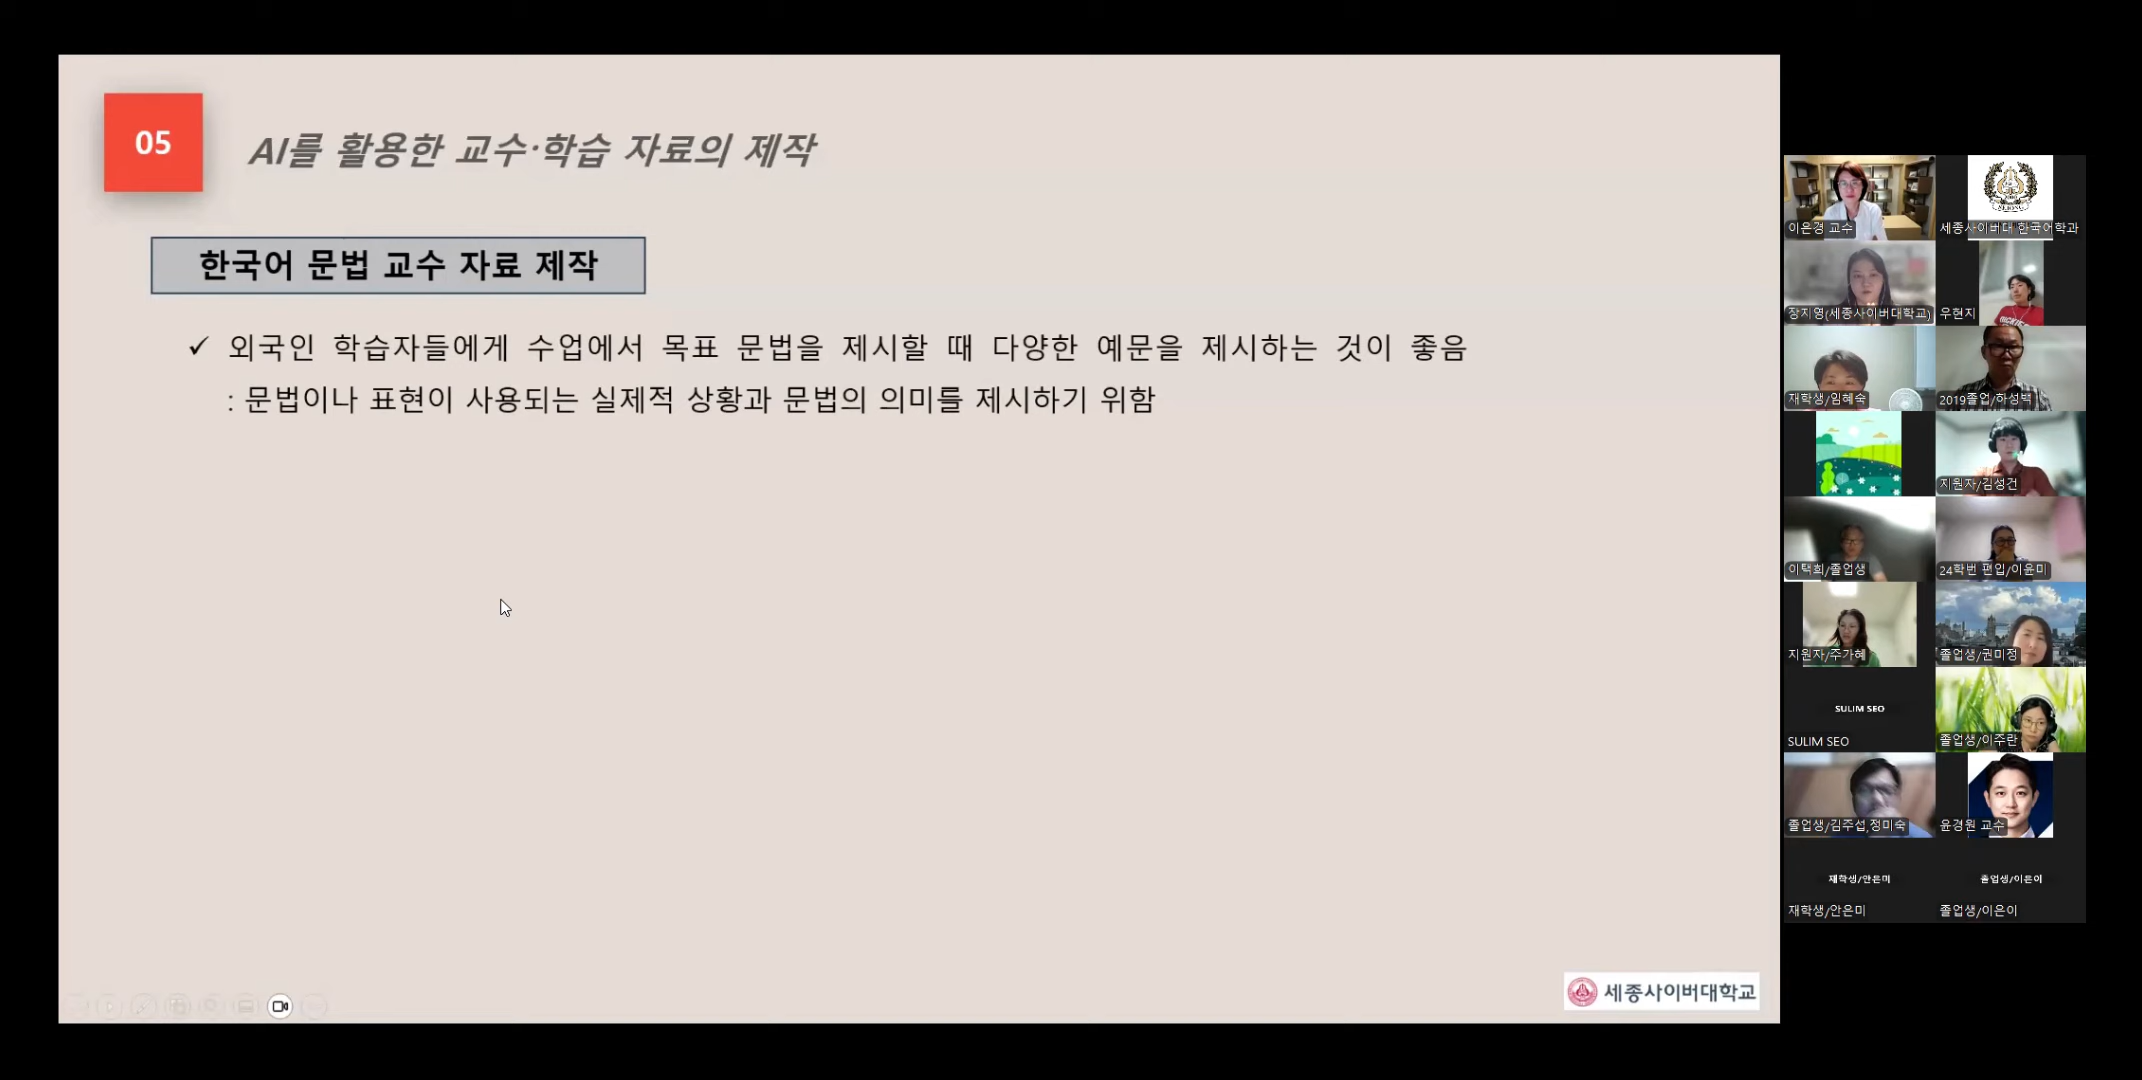 05
AI를 활용한 교수·학습 자료의 제작
한국어 문법 교수 자료 제작
✓ 외국인 학습자들에게 수업에서 목표 문법을 제시할 때 다양한 예문을 제시하는 것이 좋음
: 문법이나 표현이 사용되는 실제적 상황과 문법의 의미를 제시하기 위함
세종사이버대학교
이은경 교수
세종사이버대 한국어학과
장지영(세종사이버대학교)
우현지
재학생/임혜숙
2019졸업/하성백
지원자/김성건
이택희/졸업생
24학번 편입/이윤미
지원자/주가혜
졸업생/권미정
SULIM SEO
SULIM SEO
졸업생/이주란
졸업생/김주섭,정미숙
윤경원 교수
재학생/안은미
졸업생/이은이
재학생/안은미
졸업생/이은이